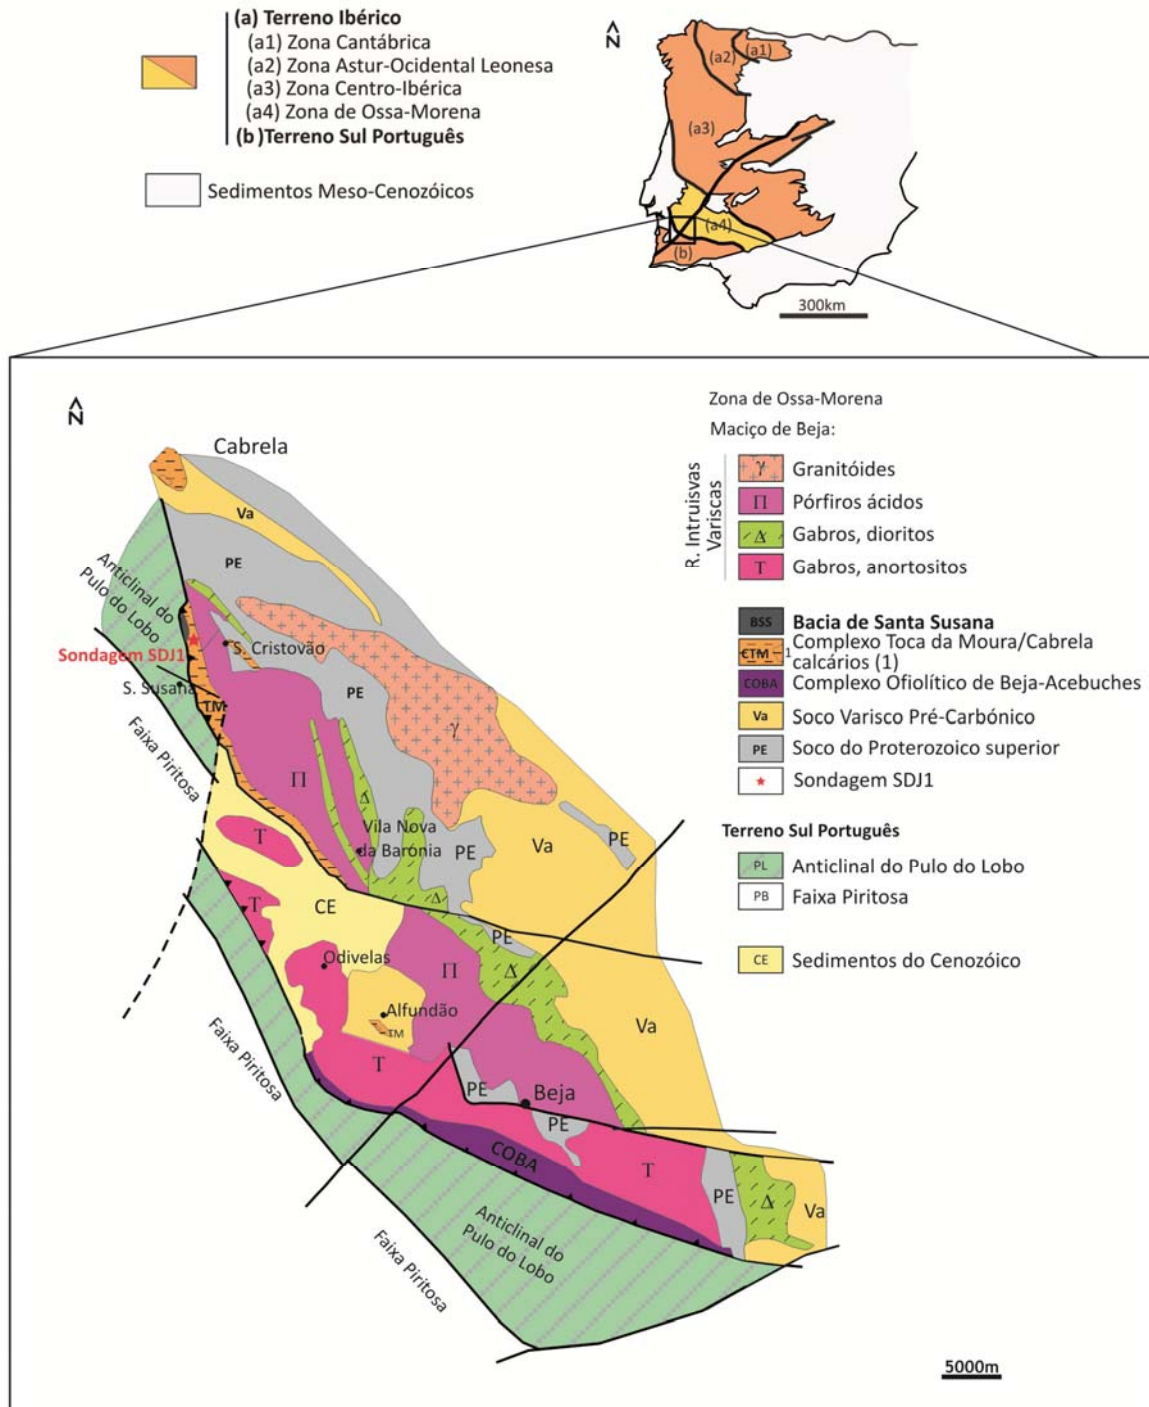 (a) Terreno Ibérico
(a1) Zona Cantábrica
(a2) Zona Astur-Ocidental Leonesa
(a3) Zona Centro-Ibérica
(a4) Zona de Ossa-Morena
(b)Terreno Sul Português
Sedimentos Meso-Cenozóicos
N
(a1)
(a2)
(a3)
(a4)
(b)
300km
N
Zona de Ossa-Morena
Maciço de Beja:
R. Intruisvas
Variscas
γ Granitóides
Π Pórfiros ácidos
Δ Gabros, dioritos
T Gabros, anortositos
BSS Bacia de Santa Susana
CTM 1 Complexo Toca da Moura/Cabrela
calcários (1)
COBA Complexo Ofiolítico de Beja-Acebuches
Va Soco Varisco Pré-Carbónico
PE Soco do Proterozoico superior
Sondagem SDJ1
Terreno Sul Português
PL Anticlinal do Pulo do Lobo
PB Faixa Piritosa
CE Sedimentos do Cenozóico
Cabrela
Va
PE
Anticlinal do
Pulo do Lobo
Sondagem SDJ1
S. Cristovão
S. Susana
TM
PE
γ
Faixa Piritosa
Π
Δ
Vila Nova
da Baronia
PE
Va
PE
T
T
CE
Δ
PE
Odivelas
Π
Δ
Alfundão
TM
Va
Faixa Piritosa
T
PE
Beja
PE
COBA
T
PE
Δ
Va
Anticlinal do
Pulo do Lobo
Faixa Piritosa
5000m